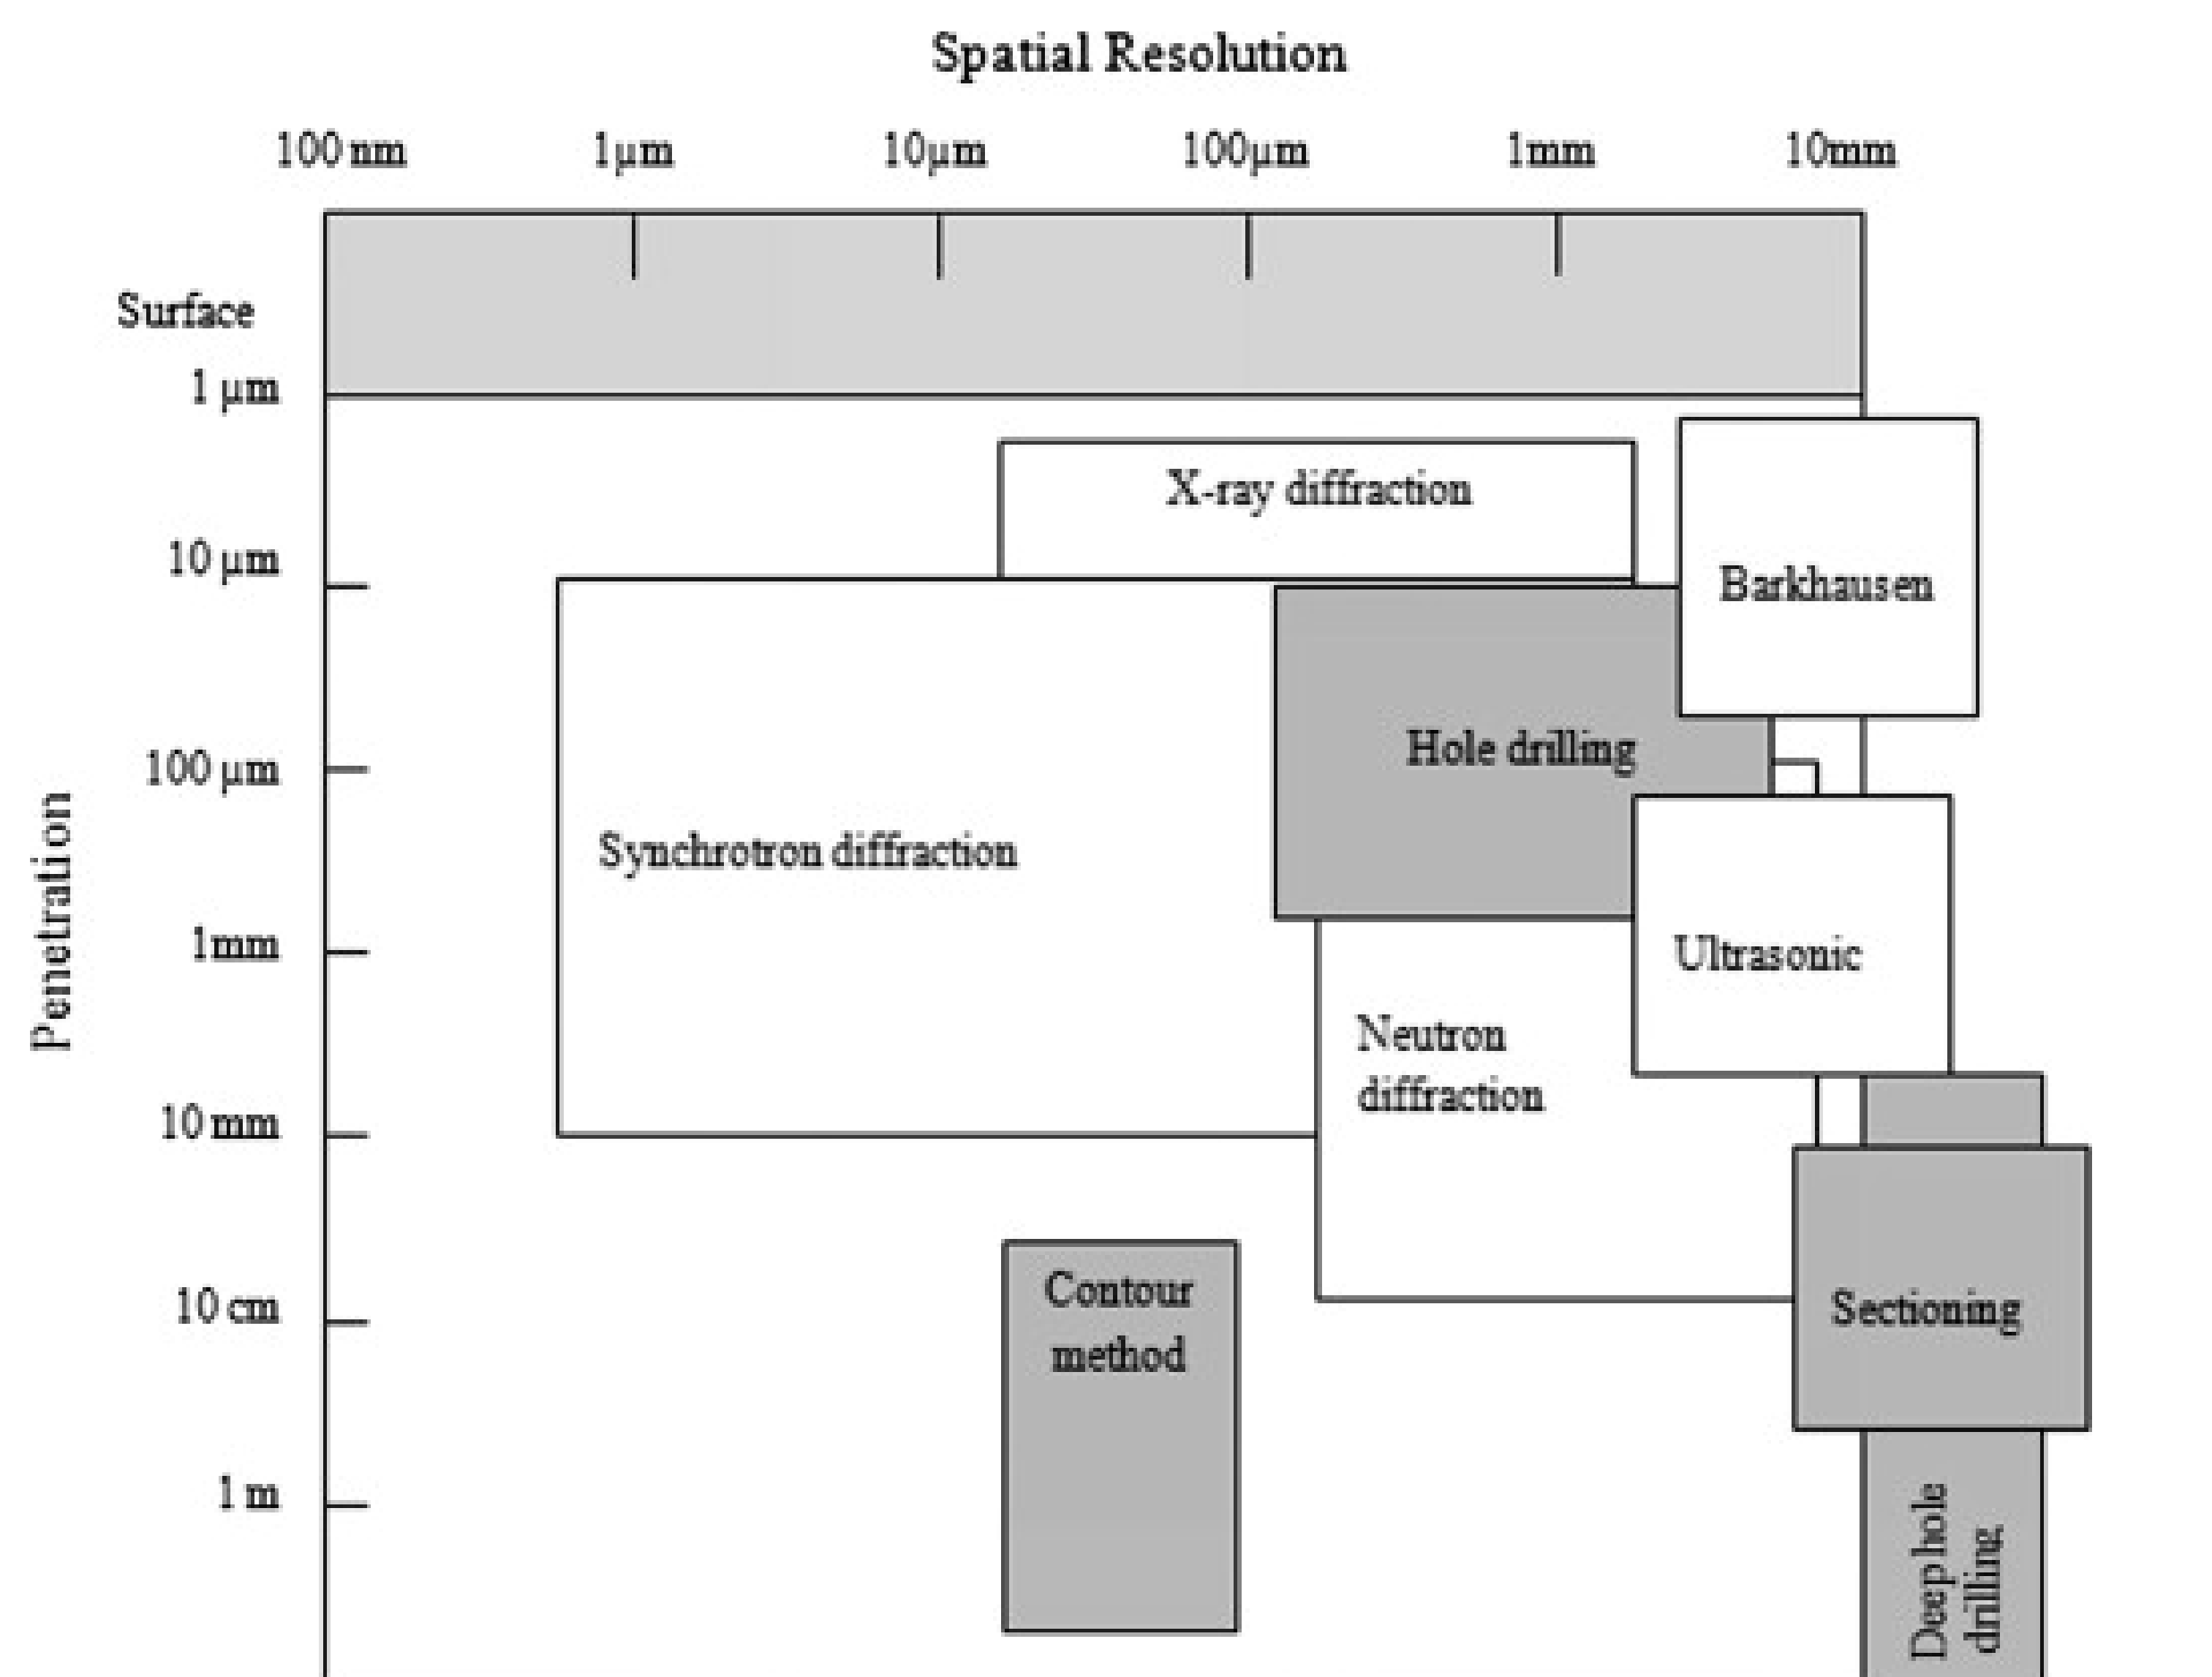 Spatial Resolution
100 nm 1µm 10µm 100µm 1mm 10mm
Surface
1 µm
X-ray diffraction
10 µm
Barkhausen
Hole drilling
100 µm
Synchrotron diffraction
Penetration
1mm
Ultrasonic
Neutron
diffraction
10 mm
Contour
method
10 cm
Sectioning
1 m
Deep hole
drilling